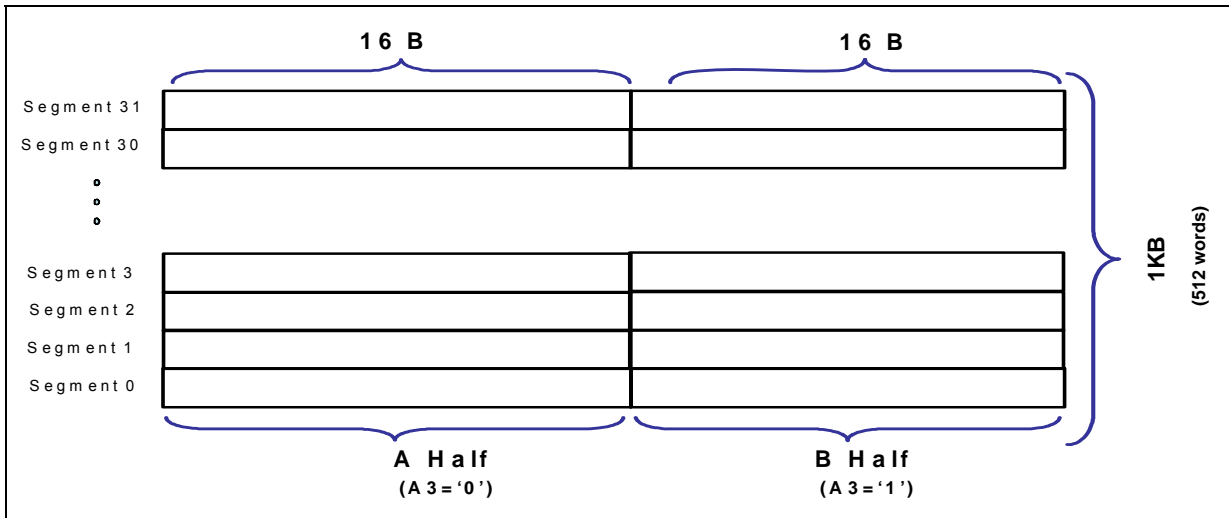 16 B 16 B
Segment 31
Segment 30
Segment 3
Segment 2
Segment 1
Segment 0
1KB
(512 words)
A Half B Half
(A3=‘0’) (A3=‘1’)